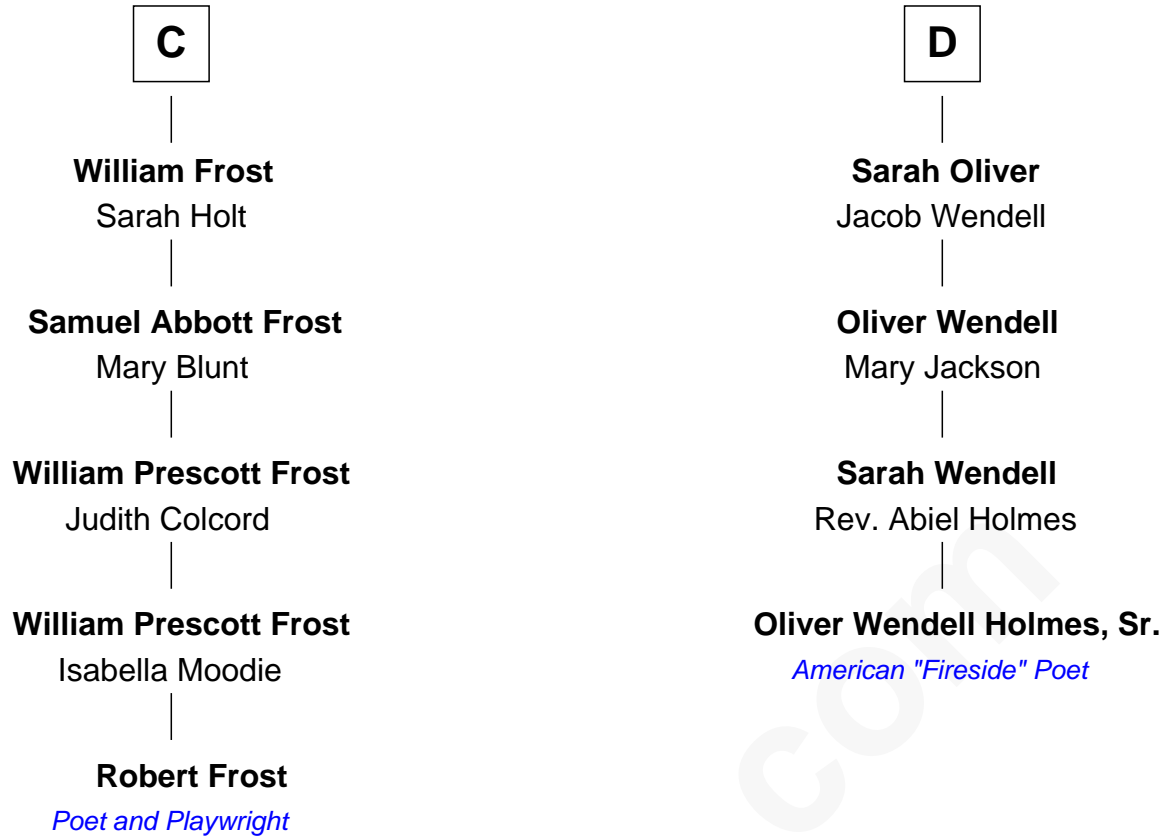 C
William Frost
Sarah Holt
Samuel Abbott Frost
Mary Blunt
William Prescott Frost
Judith Colcord
William Prescott Frost
Isabella Moodie
Robert Frost
Poet and Playwright
D
Sarah Oliver
Jacob Wendell
Oliver Wendell
Mary Jackson
Sarah Wendell
Rev. Abiel Holmes
Oliver Wendell Holmes, Sr.
American "Fireside" Poet
com